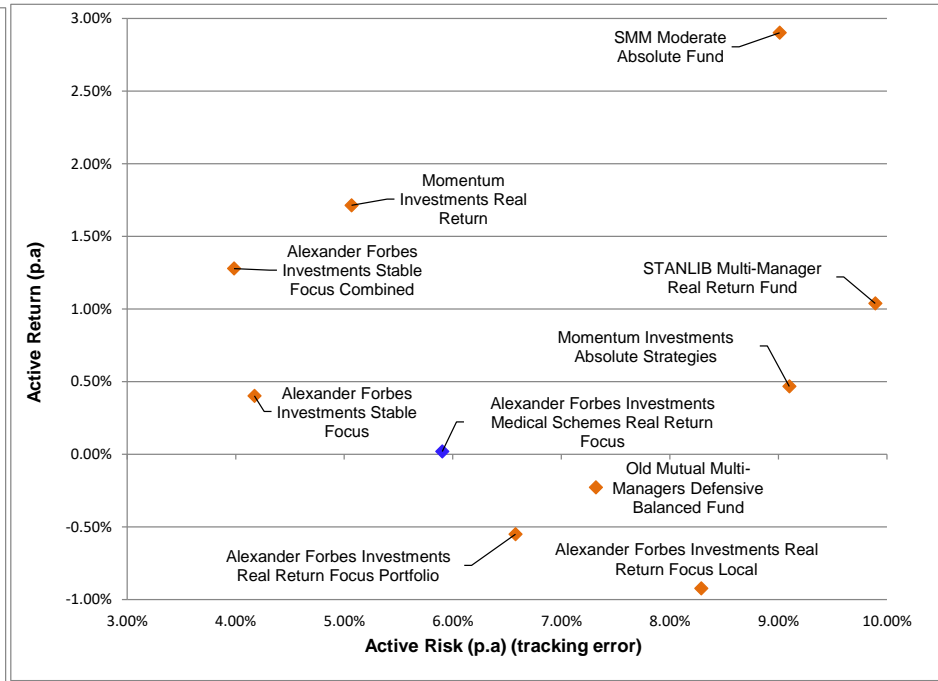 3.00%
SMM Moderate
Absolute Fund
2.50%
2.00%
Momentum
Investments Real
Return
1.50%
Alexander Forbes
Investments Stable
Focus Combined
STANLIB Multi-Manager
Real Return Fund
1.00%
Momentum Investments
Absolute Strategies
0.50%
Alexander Forbes
Investments Stable
Focus
Alexander Forbes Investments
Medical Schemes Real Return
Focus
0.00%
Old Mutual Multi-
Managers Defensive
Balanced Fund
-0.50%
Alexander Forbes Investments
Real Return Focus Portfolio
Alexander Forbes Investments Real
Return Focus Local
-1.00%
3.00% 4.00% 5.00% 6.00% 7.00% 8.00% 9.00% 10.00%
Active Risk (p.a) (tracking error)
Active Return (p.a)